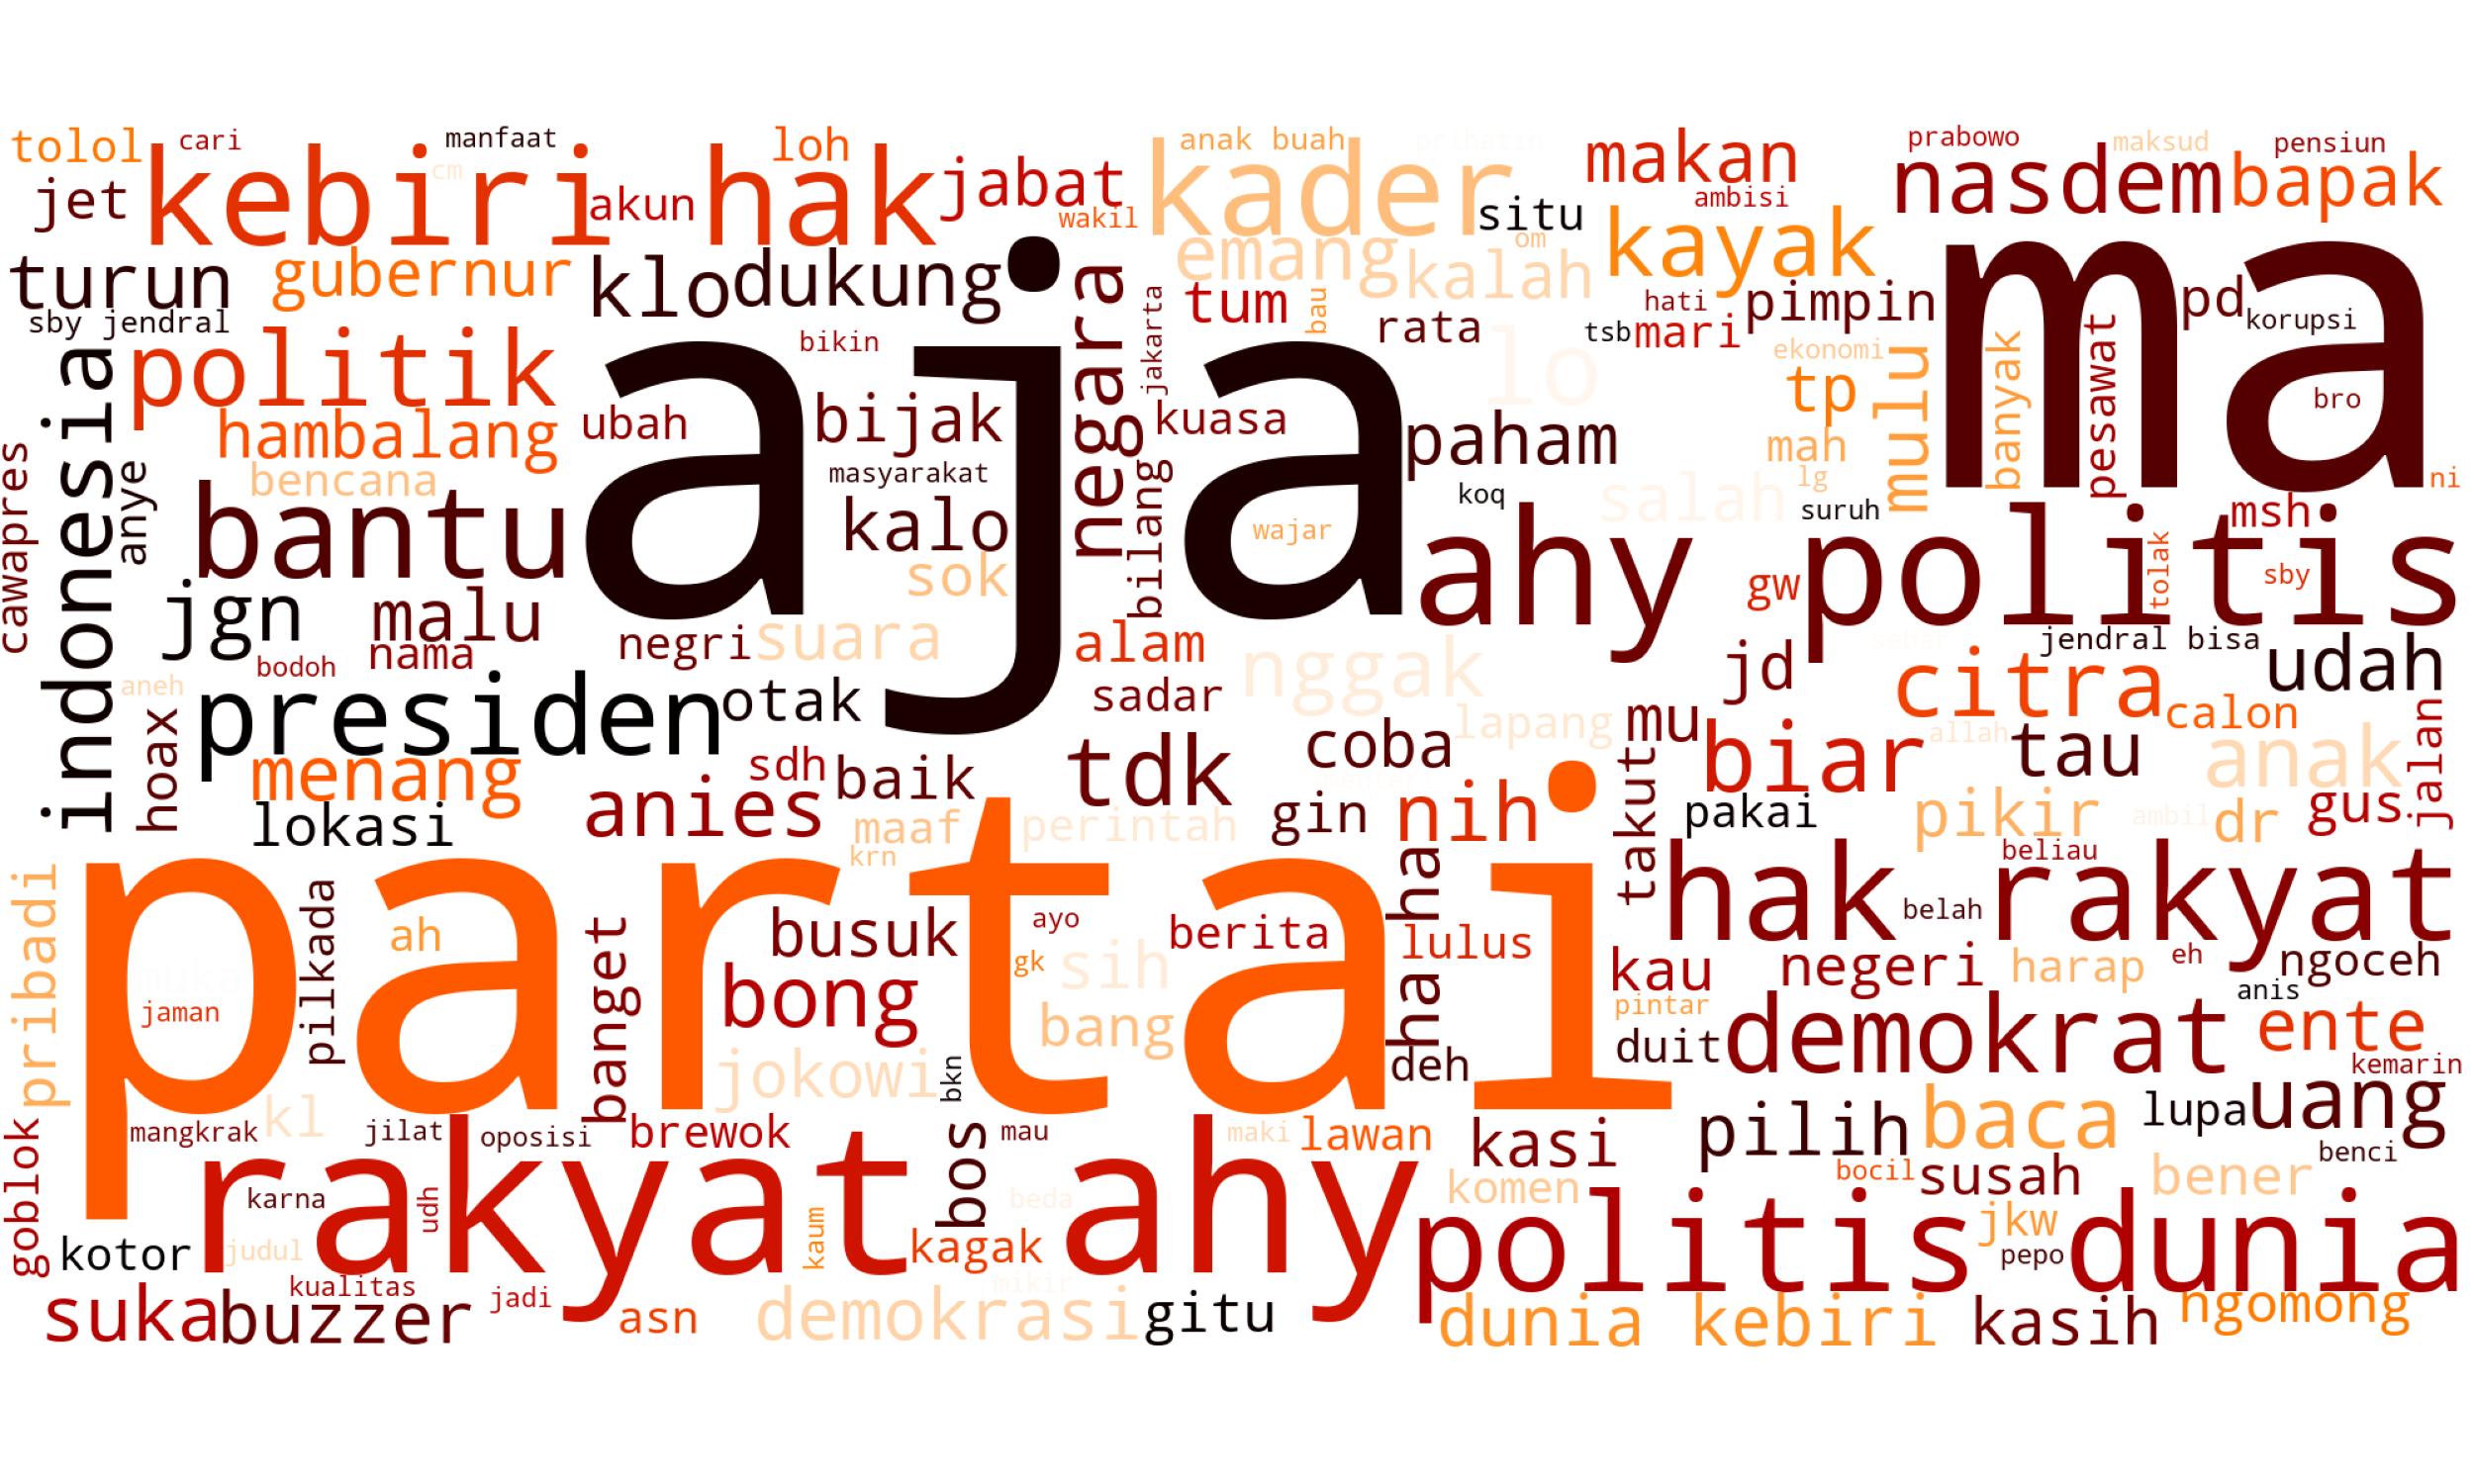 tolol cari manfaat loh anak buah makan prabowo maksud pensiun
jet kebiri cm akun hak jabat wakil kader situ ambisi nasdem bapak
turun gubernur klo dukung negara emang kalah om kayak ma
sby jendral jakarta tum bau rata hati tsb mari pimpin pd korupsi
indonesia politik bikin aja lo ekonomi tp mulu banyak pesawat bro
hambalang ubah bijak kuasa paham mah
cawapres anye bencana masyarakat bilang koq salah lg suruh ni
bantu kalo sok wajar ahy politis msh
jgn malu negri suara alam gw tolak sby
bodoh nama nggak jd jendral bisa udah
aneh presiden otak sadar lapang mu citra calon
hoax menang sdh baik tdk coba takut biar allah tau anak jalan
lokasi anies maaf perintah gin nih pakai pikir ambil dr gus
krn beliau
pribadi partai hak rakyat
pilkada ah banget busuk ayo berita ha ha lulus belah
jaman bong gk sih kau negeri harap eh ngoceh
bang pintar anis
jokowi bkn deh duit demokrat ente
kemarin
goblok mangkrak kl jilat oposisi brewok bos mau maki lawan kasi pilih baca lupa uang
rakyat ahy benci
karna udh beda komen bocil susah bener
kotor judul kaum kagak politis jkw pepo dunia
suka kualitas jadi mikir
buzzer asn demokrasi gitu dunia kebiri kasih ngomong